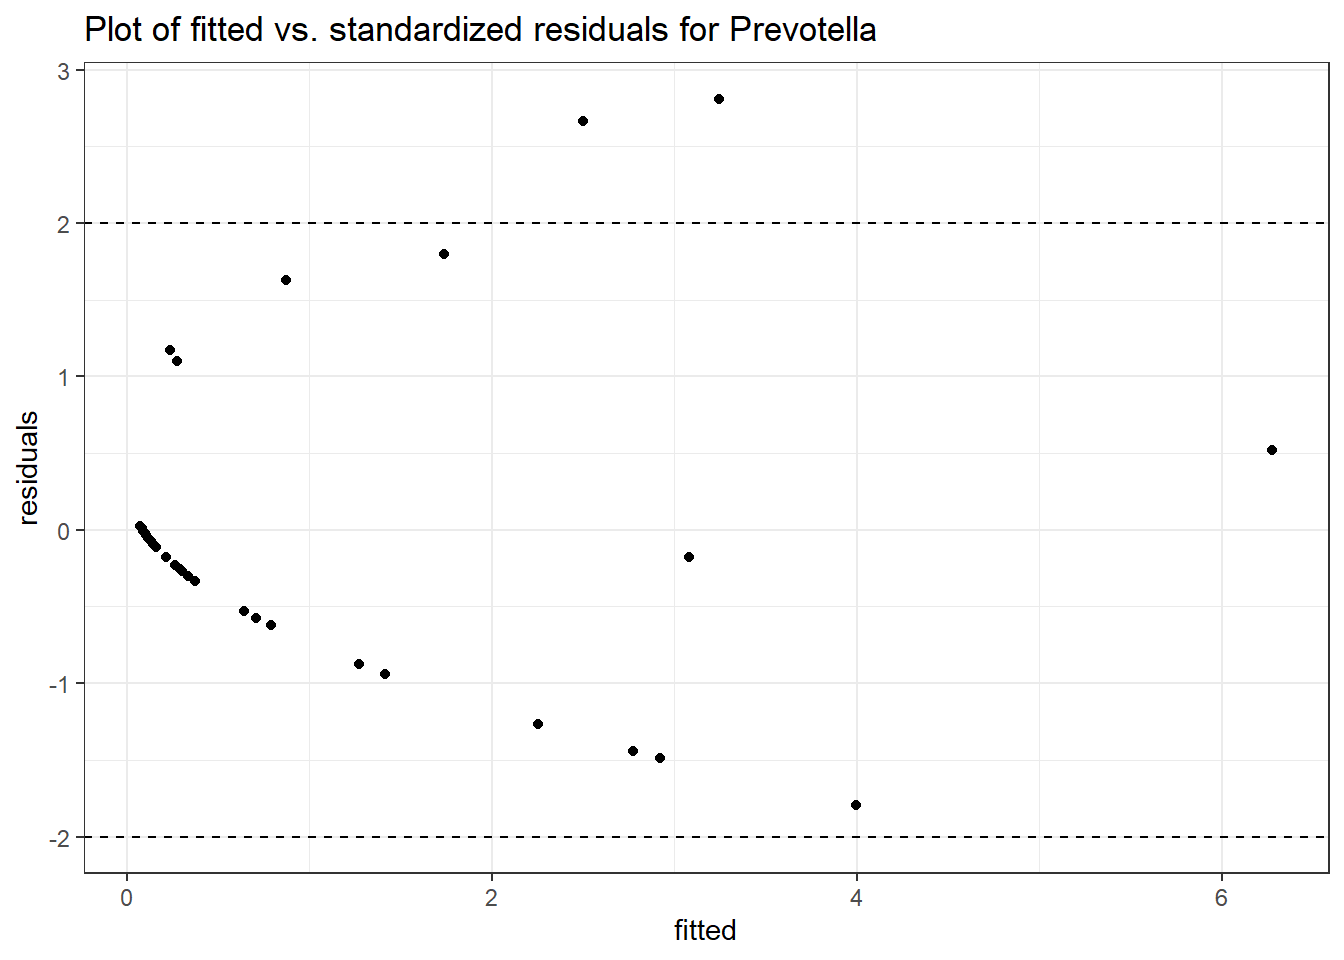 Plot of fitted vs. standardized residuals for Prevotella
3
2
1
0
-1
-2
residuals
0 2 4 6
fitted